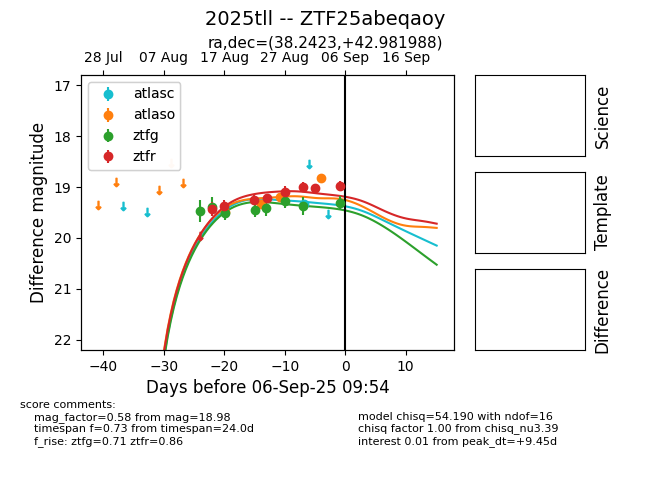 2025tll -- ZTF25abeqaoy
ra,dec=(38.2423,+42.981988)
28 Jul 07 Aug 17 Aug 27 Aug 06 Sep 16 Sep
17
18
19
20
21
22
Difference magnitude
atlasc
atlaso
ztfg
ztfr
−40 −30 −20 −10 0 10
Days before 06-Sep-25 09:54
Science
Template
Difference
score comments:
mag_factor=0.58 from mag=18.98
timespan f=0.73 from timespan=24.0d
f_rise: ztfg=0.71 ztfr=0.86
model chisq=54.190 with ndof=16
chisq factor 1.00 from chisq_nu3.39
interest 0.01 from peak_dt=+9.45d